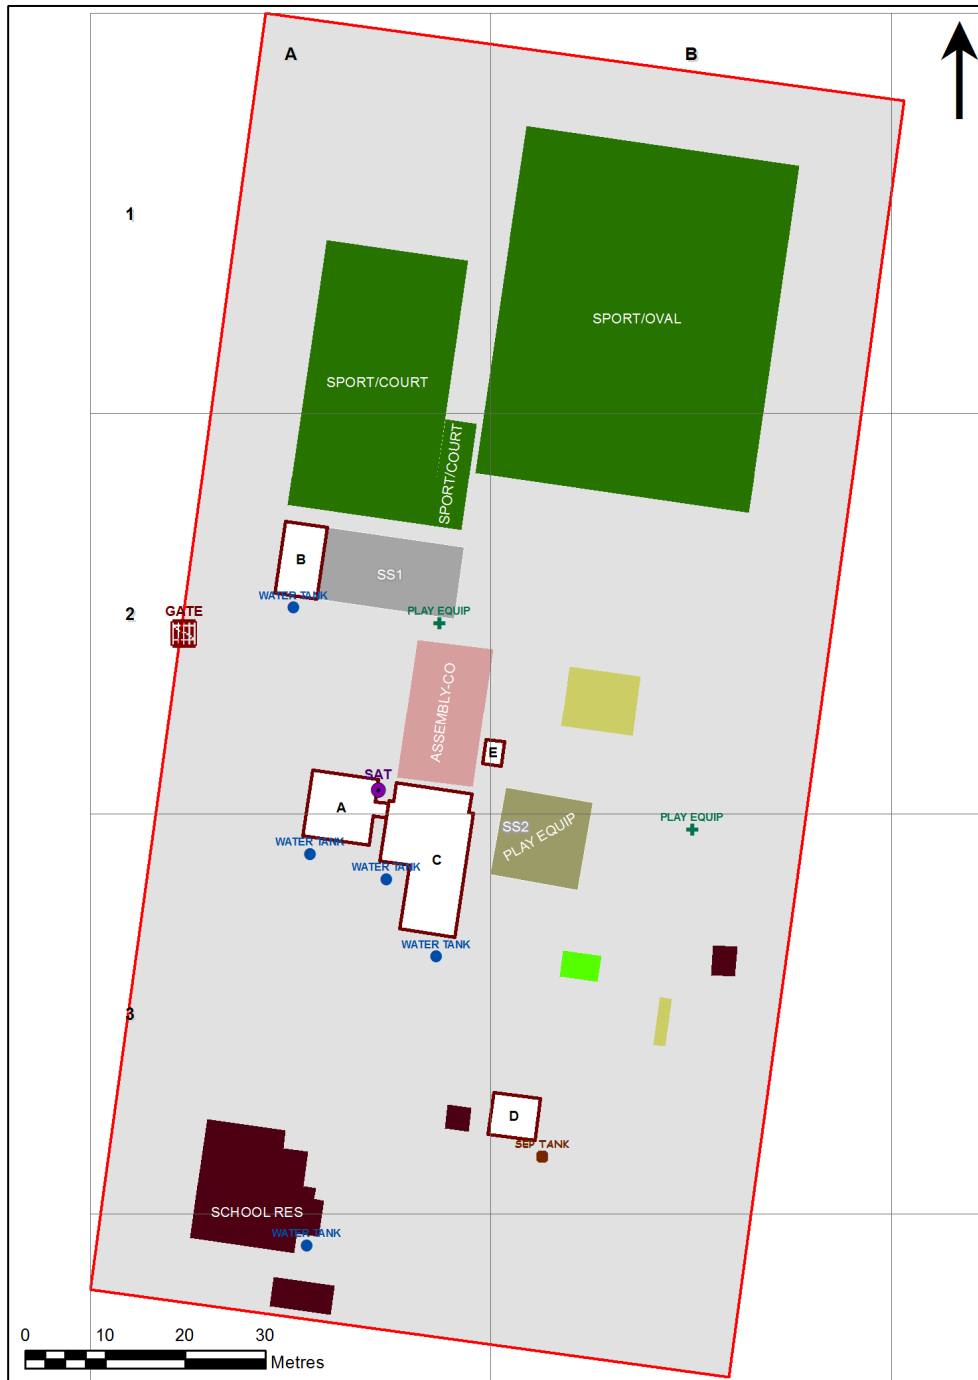 A
B
1
SPORT/OVAL
SPORT/COURT
SPORT/COURT
B
SS1
WATER TANK
GATE
2
PLAY EQUIP
ASSEMBLY-CO
E
SAT
A
SS2
PLAY EQUIP
PLAY EQUIP
WATER TANK
C
WATER TANK
WATER TANK
3
D
SEP TANK
SCHOOL RES
WATER TANK
0 10 20 30
Metres